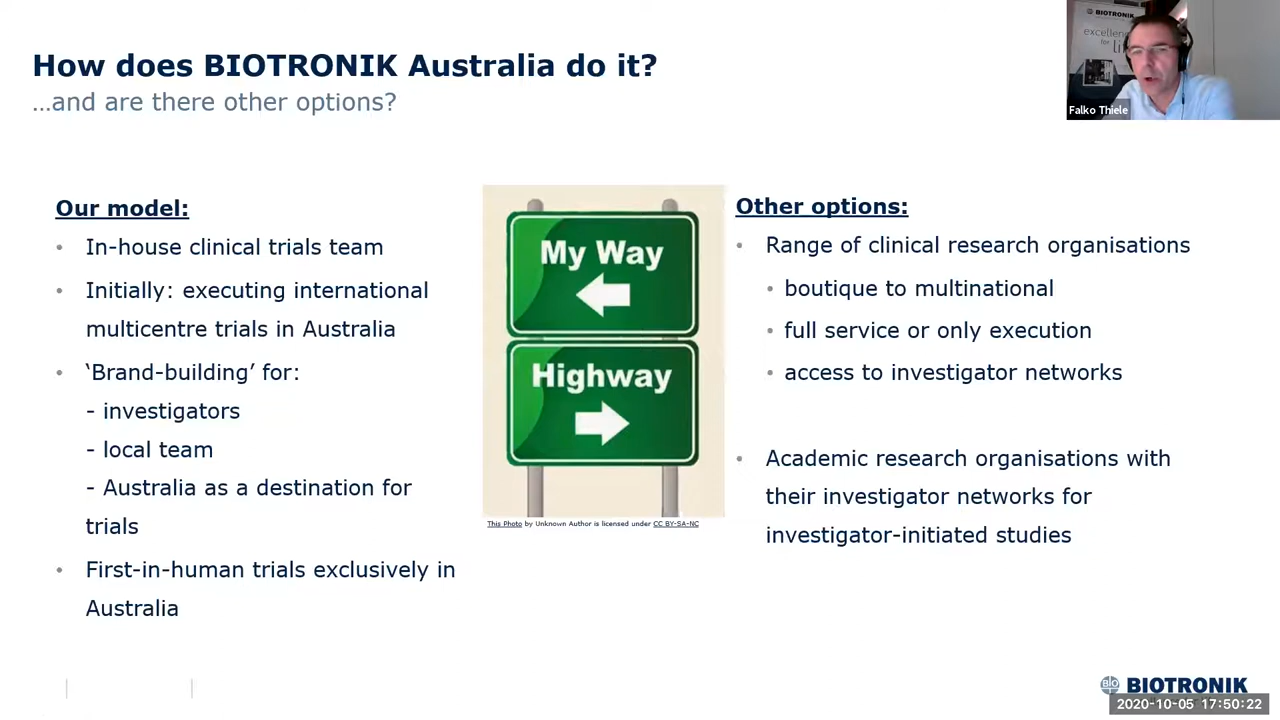 How does BIOTRONIK Australia do it?
…and are there other options?
BIOTRONIK
excellence
for
Falko Thiele
Our model:
• In-house clinical trials team
• Initially: executing international
multicentre trials in Australia
• ‘Brand-building’ for:
- investigators
- local team
- Australia as a destination for
trials
• First-in-human trials exclusively in
Australia
My Way
Highway
This Photo by Unknown Author is licensed under CC BY-SA-NC
Other options:
• Range of clinical research organisations
• boutique to multinational
• full service or only execution
• access to investigator networks
• Academic research organisations with
their investigator networks for
investigator-initiated studies
BIO BIOTRONIK
2020-10-05 17:50:22